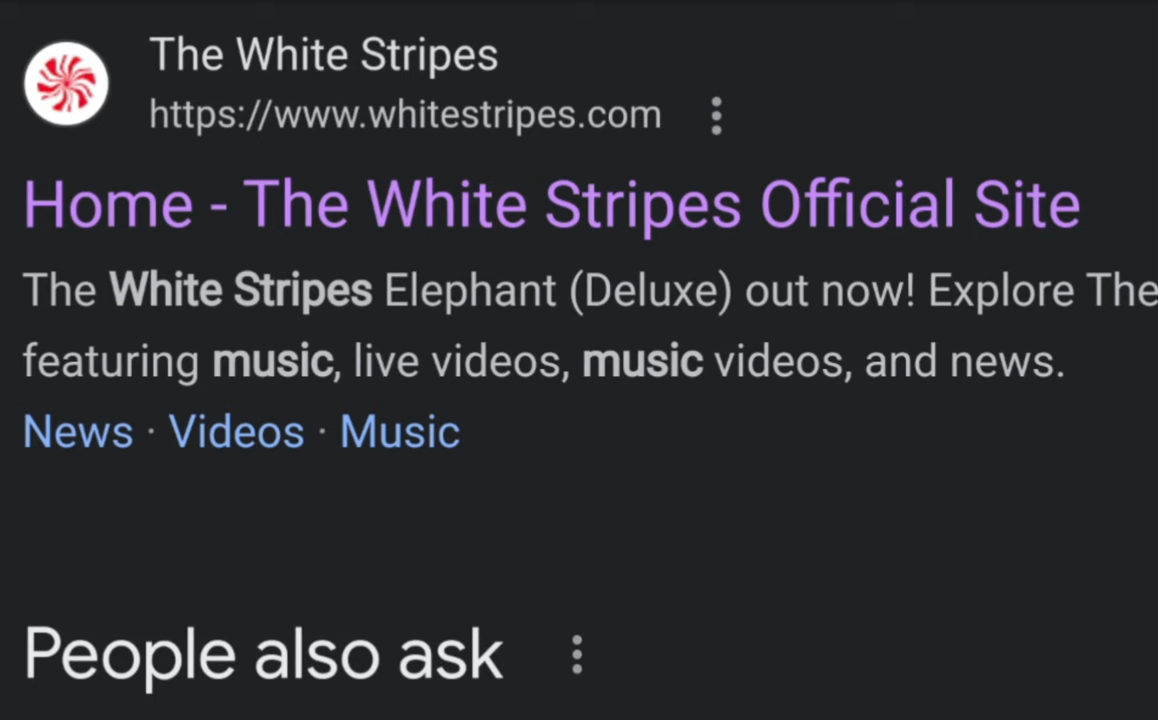 The White Stripes
https://www.whitestripes.com
Home - The White Stripes Official Site
The White Stripes Elephant (Deluxe) out now! Explore The
featuring music, live videos, music videos, and news.
News · Videos · Music
People also ask